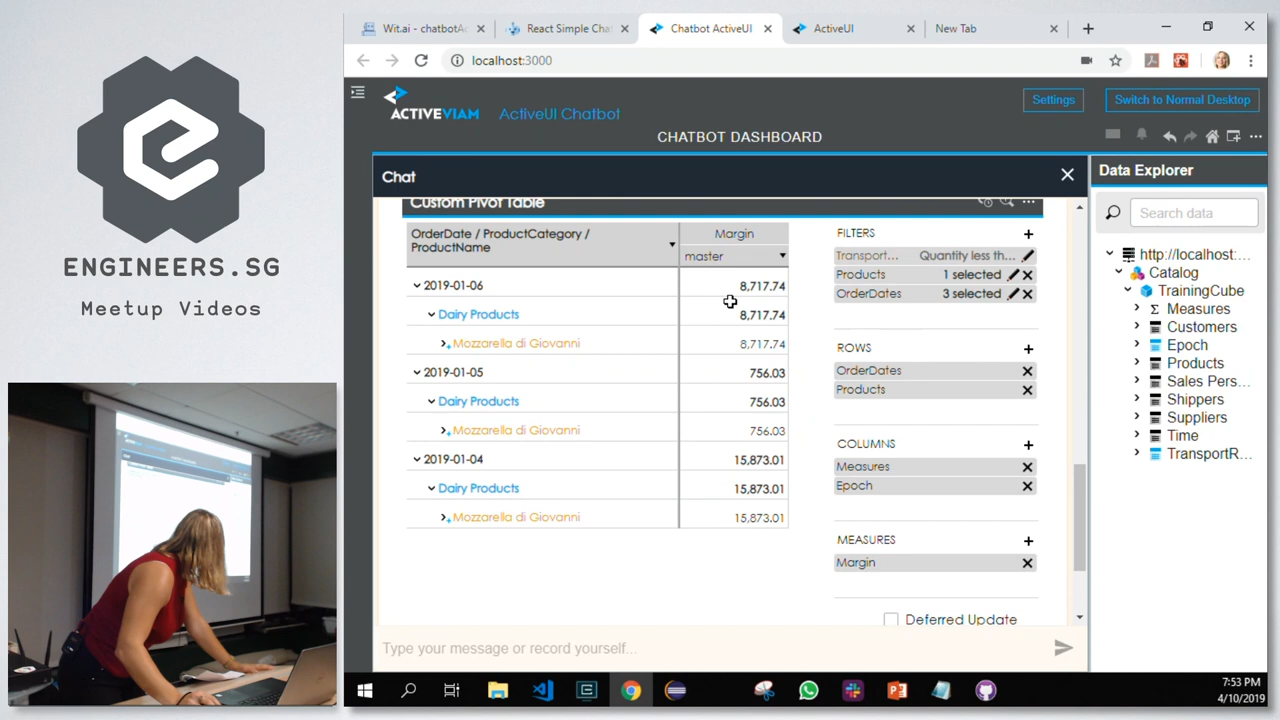 ENGINEERS.SG
Meetup Videos
Wit.ai - chatbotAc
React Simple Chat
Chatbot ActiveUI
ActiveUI
New Tab
localhost:3000
ACTIVEVIAM
ActiveUI Chatbot
Settings
Switch to Normal Desktop
CHATBOT DASHBOARD
Chat
Custom Pivot Table
OrderDate / ProductCategory /
ProductName
Margin
master
2019-01-06 8,717.74
Dairy Products 8,717.74
Mozzarella di Giovanni 8,717.74
2019-01-05 756.03
Dairy Products 756.03
Mozzarella di Giovanni 756.03
2019-01-04 15,873.01
Dairy Products 15,873.01
Mozzarella di Giovanni 15,873.01
FILTERS
Transport... Quantity less th...
Products 1 selected
OrderDates 3 selected
ROWS
OrderDates
Products
COLUMNS
Measures
Epoch
MEASURES
Margin
Deferred Update
Type your message or record yourself...
Data Explorer
Search data
http://localhost:...
Catalog
TrainingCube
Measures
Customers
Epoch
Products
Sales Pers...
Shippers
Suppliers
Time
TransportR...
7:53 PM
4/10/2019